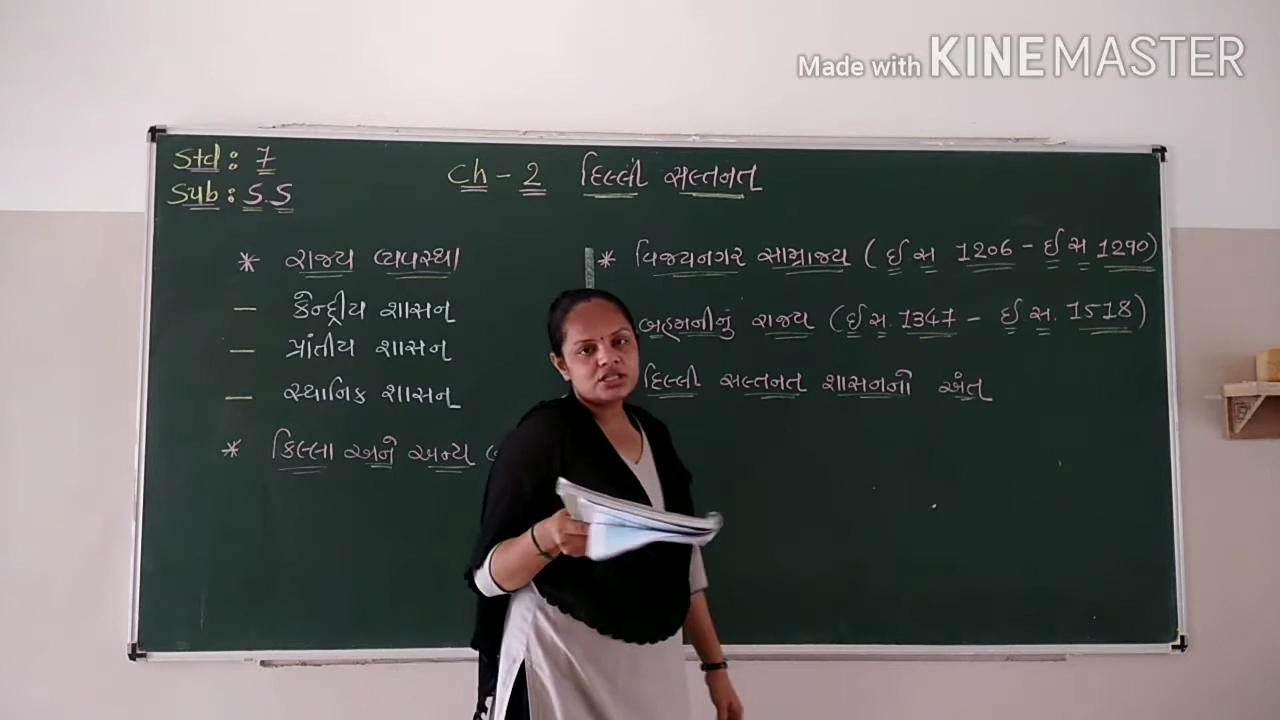 Made with KINEMASTER
Std : 7
Sub : S.S
Ch - 2 દિલ્લી સલ્તનત
* રાજ્ય વ્યવસ્થા
- કેન્દ્રીય શાસન
- પ્રાંતીય શાસન
- સ્થાનિક શાસન
* કિલ્લા અને અન્ય
* વિજયનગર સામ્રાજ્ય ( ઈ સ 1206 - ઈ સ 1290)
બહમનીનું રાજ્ય (ઈ સ. 1347 - ઈ સ. 1518)
દિલ્લી સલ્તનત શાસનનો અંત